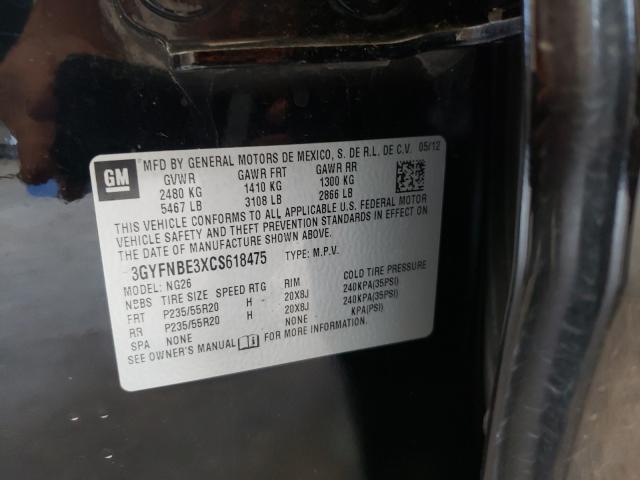 GM
MFD BY GENERAL MOTORS DE MEXICO, S. DE R.L. DE C.V. 05/12
GVWR GAWR FRT GAWR RR
2480 KG 1410 KG 1300 KG
5467 LB 3108 LB 2866 LB
THIS VEHICLE CONFORMS TO ALL APPLICABLE U.S. FEDERAL MOTOR
VEHICLE SAFETY AND THEFT PREVENTION STANDARDS IN EFFECT ON
THE DATE OF MANUFACTURE SHOWN ABOVE.
3GYFNBE3XCS618475 TYPE: M.P.V.
MODEL: NG26
NBBS TIRE SIZE SPEED RTG RIM COLD TIRE PRESSURE
FRT P235/55R20 H 20X8J 240KPA(35PSI)
RR P235/55R20 H 20X8J 240KPA(35PSI)
SPA NONE NONE KPA(PSI)
SEE OWNER'S MANUAL FOR MORE INFORMATION.